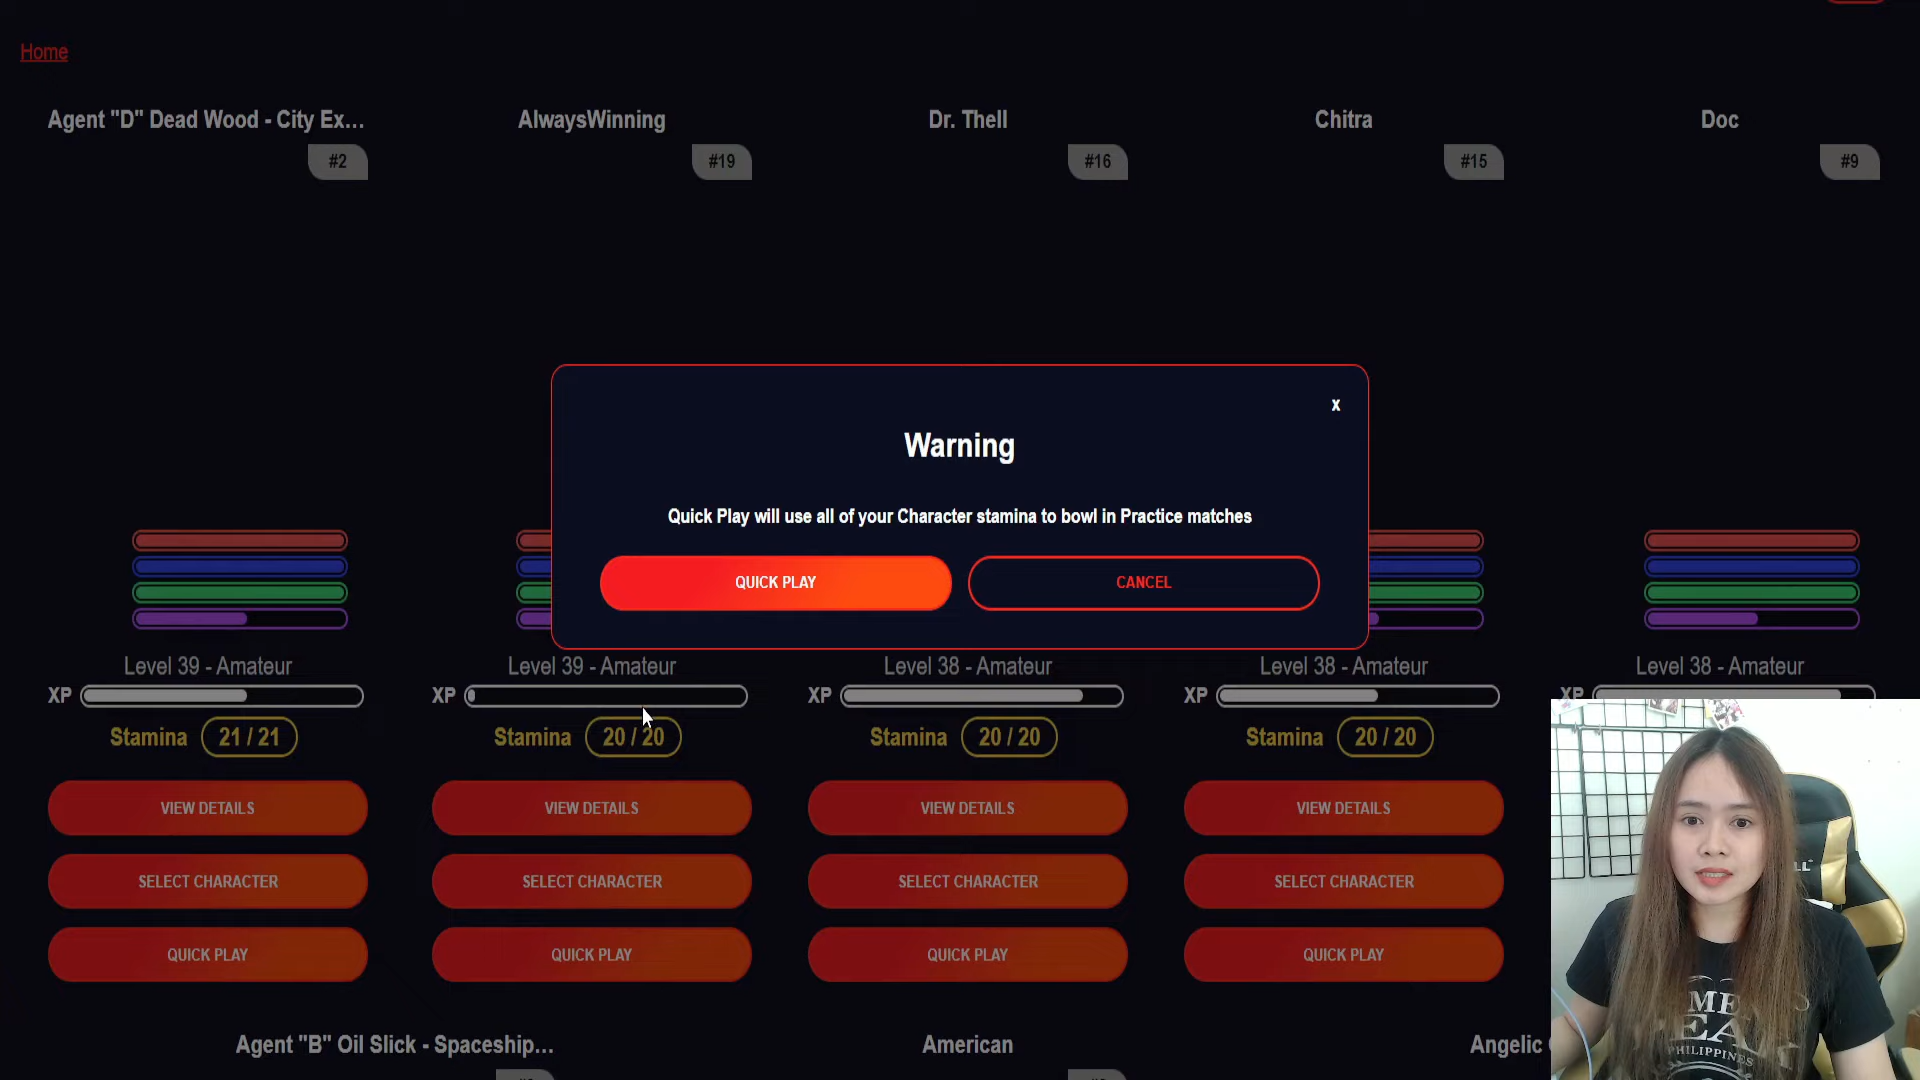 Home
Agent "D" Dead Wood - City Ex...
AlwaysWinning
Dr. Thell
Chitra
Doc
#2
#19
#16
#15
#9
x
Warning
Quick Play will use all of your Character stamina to bowl in Practice matches
QUICK PLAY
CANCEL
Level 39 - Amateur
Level 39 - Amateur
Level 38 - Amateur
Level 38 - Amateur
Level 38 - Amateur
XP
XP
XP
XP
XP
Stamina 21 / 21
Stamina 20 / 20
Stamina 20 / 20
Stamina 20 / 20
VIEW DETAILS
VIEW DETAILS
VIEW DETAILS
VIEW DETAILS
SELECT CHARACTER
SELECT CHARACTER
SELECT CHARACTER
SELECT CHARACTER
QUICK PLAY
QUICK PLAY
QUICK PLAY
QUICK PLAY
Agent "B" Oil Slick - Spaceship...
American
Angelic
PHILIPPINES